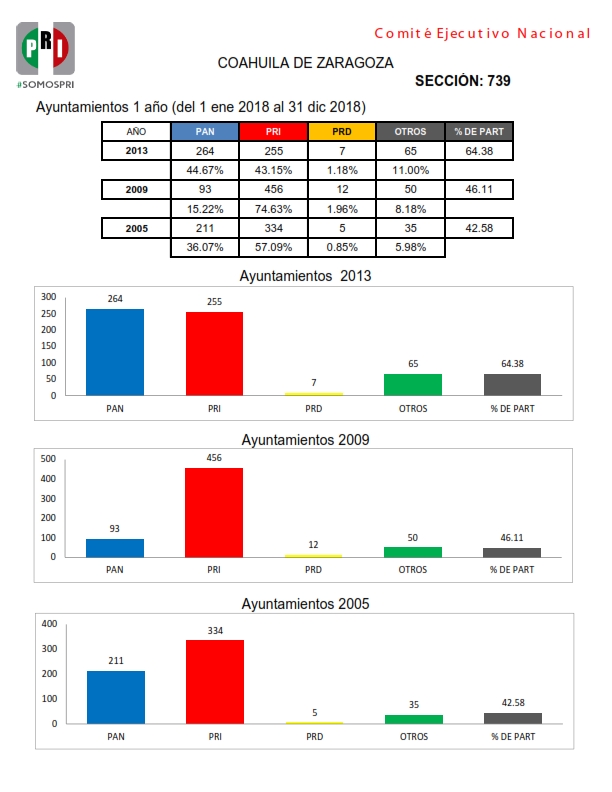 Comité Ejecutivo Nacional
PRI
#SOMOSPRI
COAHUILA DE ZARAGOZA
SECCIÓN: 739
Ayuntamientos 1 año (del 1 ene 2018 al 31 dic 2018)
AÑO PAN PRI PRD OTROS % DE PART
2013 264 255 7 65 64.38
44.67% 43.15% 1.18% 11.00%
2009 93 456 12 50 46.11
15.22% 74.63% 1.96% 8.18%
2005 211 334 5 35 42.58
36.07% 57.09% 0.85% 5.98%
Ayuntamientos 2013
300
250
200
150
100
50
0
264 255 7 65 64.38
PAN PRI PRD OTROS % DE PART
Ayuntamientos 2009
500
400
300
200
100
0
93 456 12 50 46.11
PAN PRI PRD OTROS % DE PART
Ayuntamientos 2005
400
300
200
100
0
211 334 5 35 42.58
PAN PRI PRD OTROS % DE PART